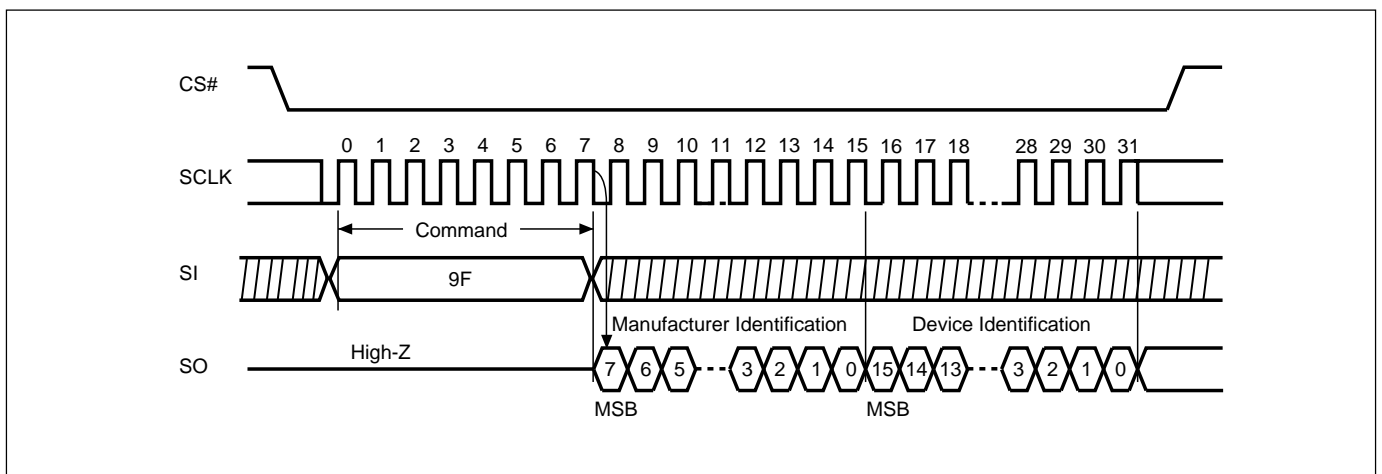 CS#
0 1 2 3 4 5 6 7 8 9 10 11 12 13 14 15 16 17 18 28 29 30 31
SCLK
Command
SI
9F
Manufacturer Identification Device Identification
High-Z
SO
7 6 5 3 2 1 0 15 14 13 3 2 1 0
MSB MSB